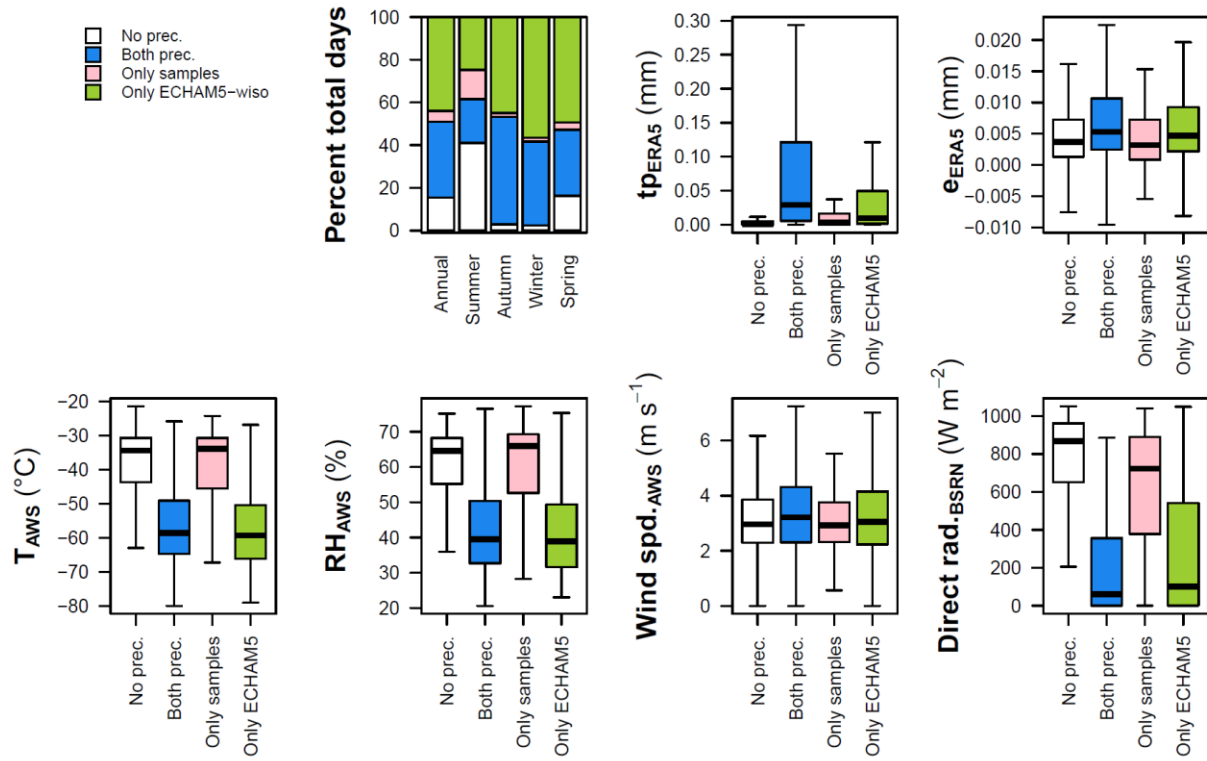 No prec.
Both prec.
Only samples
Only ECHAM5−wiso
Percent total days
100
80
60
40
20
0
Annual
Summer
Autumn
Winter
Spring
tpERA5 (mm)
0.30
0.25
0.20
0.15
0.10
0.05
0.00
No prec.
Both prec.
Only samples
Only ECHAM5
eERA5 (mm)
0.020
0.015
0.010
0.005
0.000
−0.005
−0.010
No prec.
Both prec.
Only samples
Only ECHAM5
TAWS (°C)
−20
−30
−40
−50
−60
−70
−80
No prec.
Both prec.
Only samples
Only ECHAM5
RHAWS (%)
70
60
50
40
30
20
No prec.
Both prec.
Only samples
Only ECHAM5
Wind spd.AWS (m s−1)
6
4
2
0
No prec.
Both prec.
Only samples
Only ECHAM5
Direct rad.BSRN (W m−2)
1000
800
600
400
200
0
No prec.
Both prec.
Only samples
Only ECHAM5